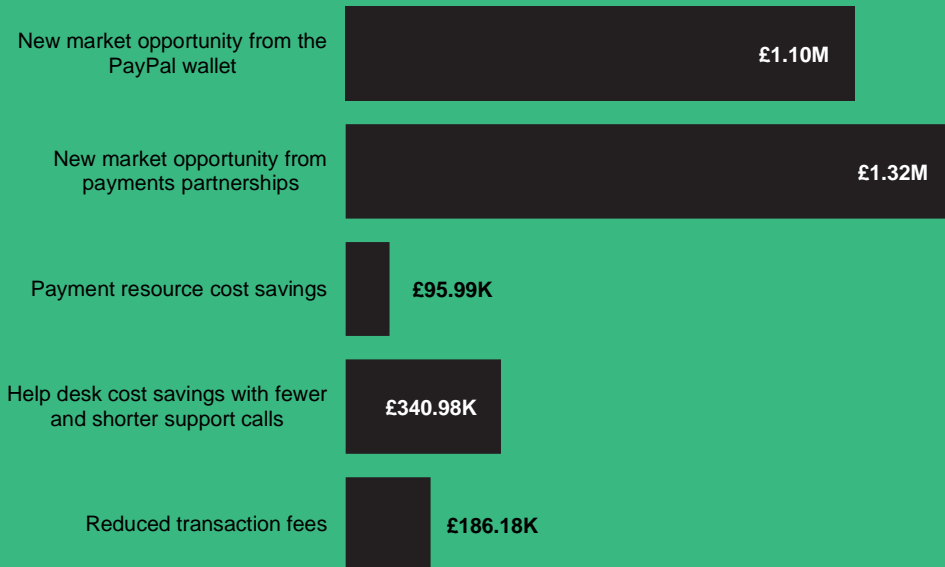 New market opportunity from the
PayPal wallet
£1.10M
New market opportunity from
payments partnerships
£1.32M
Payment resource cost savings
£95.99K
Help desk cost savings with fewer
and shorter support calls
£340.98K
Reduced transaction fees
£186.18K